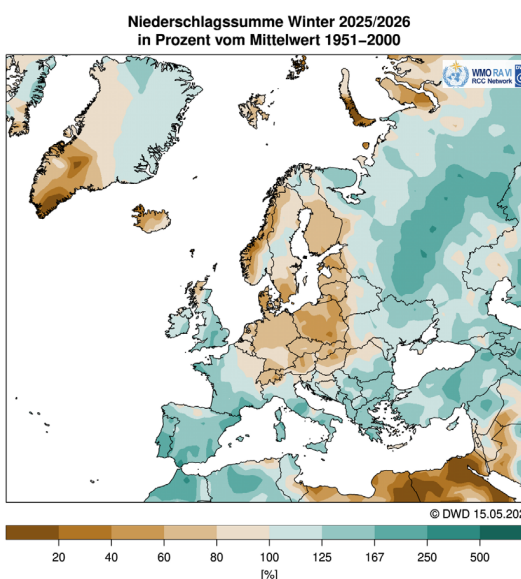 Niederschlagssumme Winter 2025/2026
in Prozent vom Mittelwert 1951–2000
WMO RA VI
RCC Network
© DWD 15.05.202
20 40 60 80 100 125 167 250 500
[%]